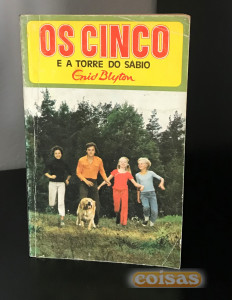 OS CINCO
E A TORRE DO SÁBIO
Enid Blyton
coisas